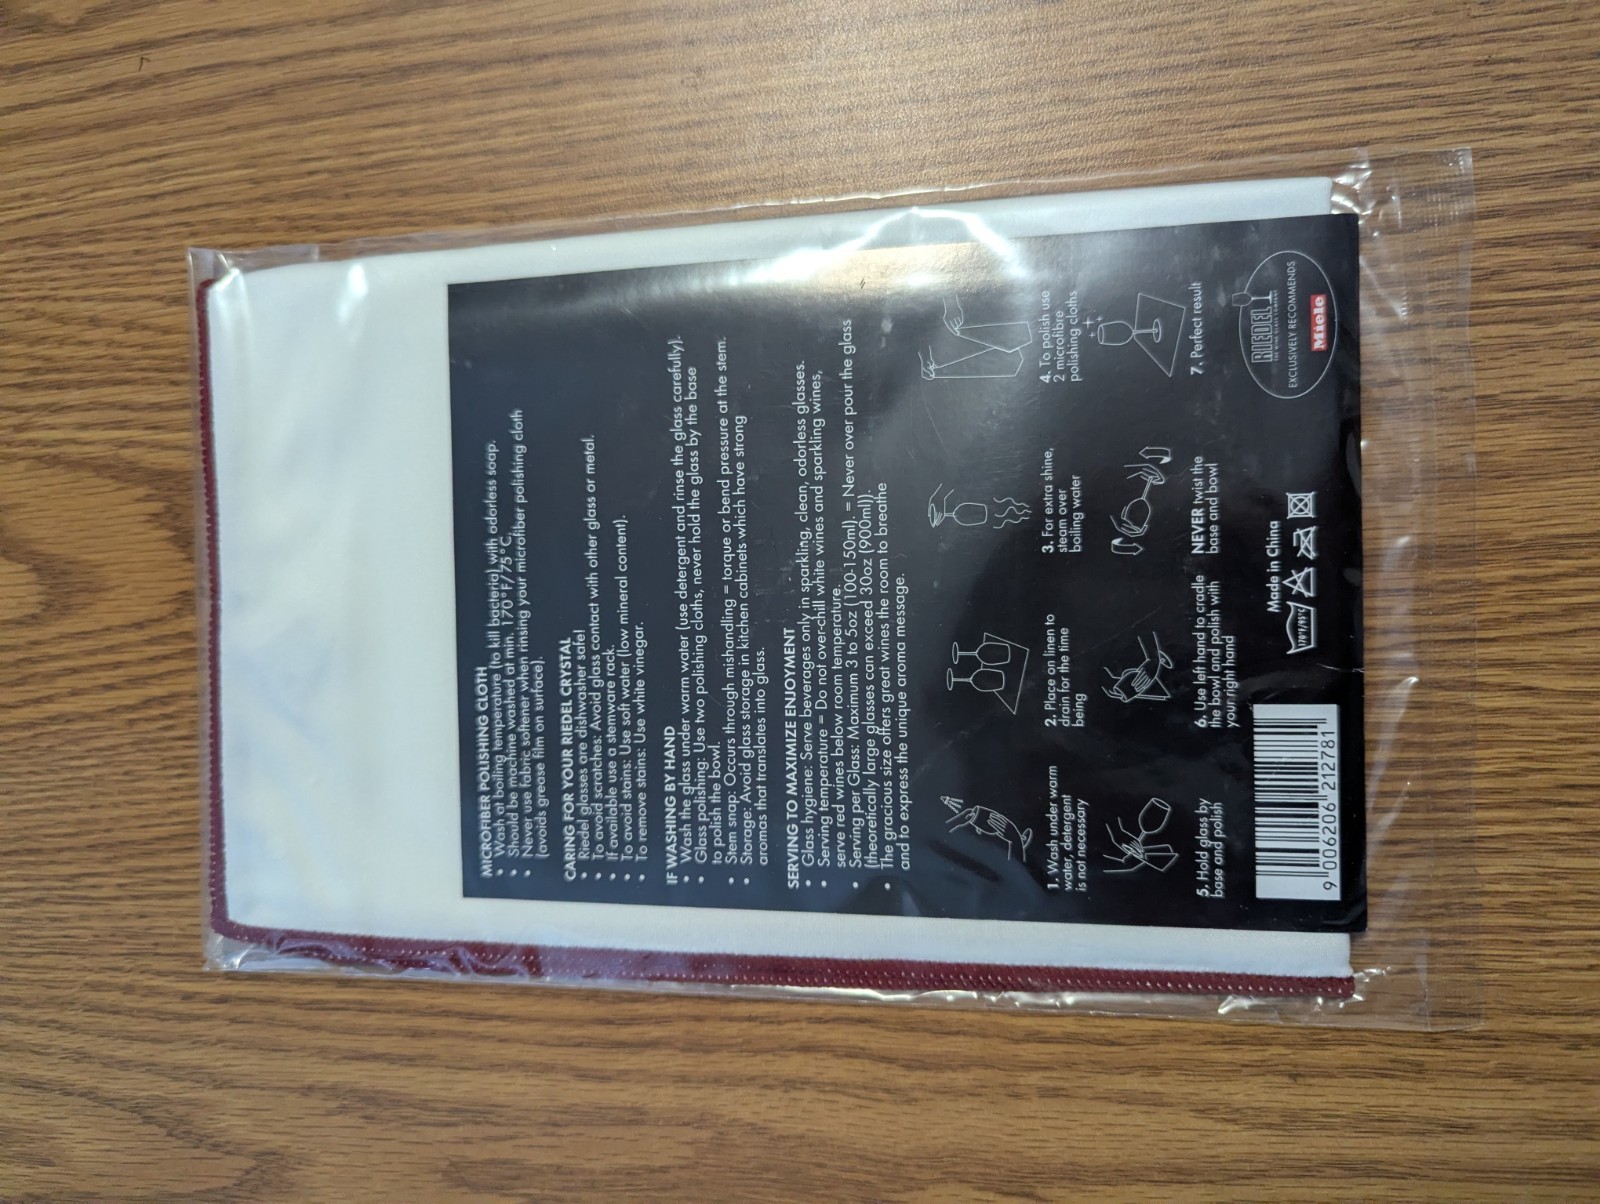 MICROFIBER POLISHING CLOTH
• Wash at boiling temperature (to kill bacteria) with odorless soap.
• Should be machine washed at min. 170°F/75°C.
• Never use fabric softener when rinsing your microfiber polishing cloth
(avoids grease film on surface).
CARING FOR YOUR RIEDEL CRYSTAL
• Riedel glasses are dishwasher safe!
• To avoid scratches: Avoid glass contact with other glass or metal.
• If available use a stemware rack.
• To avoid stains: Use soft water (low mineral content).
• To remove stains: Use white vinegar.
IF WASHING BY HAND
• Wash the glass under warm water (use detergent and rinse the glass carefully).
• Glass polishing: Use two polishing cloths, never hold the glass by the base
to polish the bowl.
• Stem snap: Occurs through mishandling = torque or bend pressure at the stem.
• Storage: Avoid glass storage in kitchen cabinets which have strong
aromas that translates into glass.
SERVING TO MAXIMIZE ENJOYMENT
• Glass hygiene: Serve beverages only in sparkling, clean, odorless glasses.
• Serving temperature = Do not over-chill white wines and sparkling wines,
serve red wines below room temperature.
• Serving per Glass: Maximum 3 to 5oz (100-150ml). = Never over pour the glass
(theoretically large glasses can exceed 30oz (900ml)).
• The gracious size offers great wines the room to breathe
and to express the unique aroma message.
1. Wash under warm
water, detergent
is not necessary
2. Place on linen to
drain for the time
being
3. For extra shine,
steam over
boiling water
4. To polish use
2 microfibre
polishing cloths
5. Hold glass by
base and polish
6. Use left hand to cradle
the bowl and polish with
your right hand
NEVER twist the
base and bowl
7. Perfect result
9 006206 212781
Made in China
170°F/75°C
RIEDEL
THE WINE GLASS COMPANY
EXCLUSIVELY RECOMMENDS
Miele